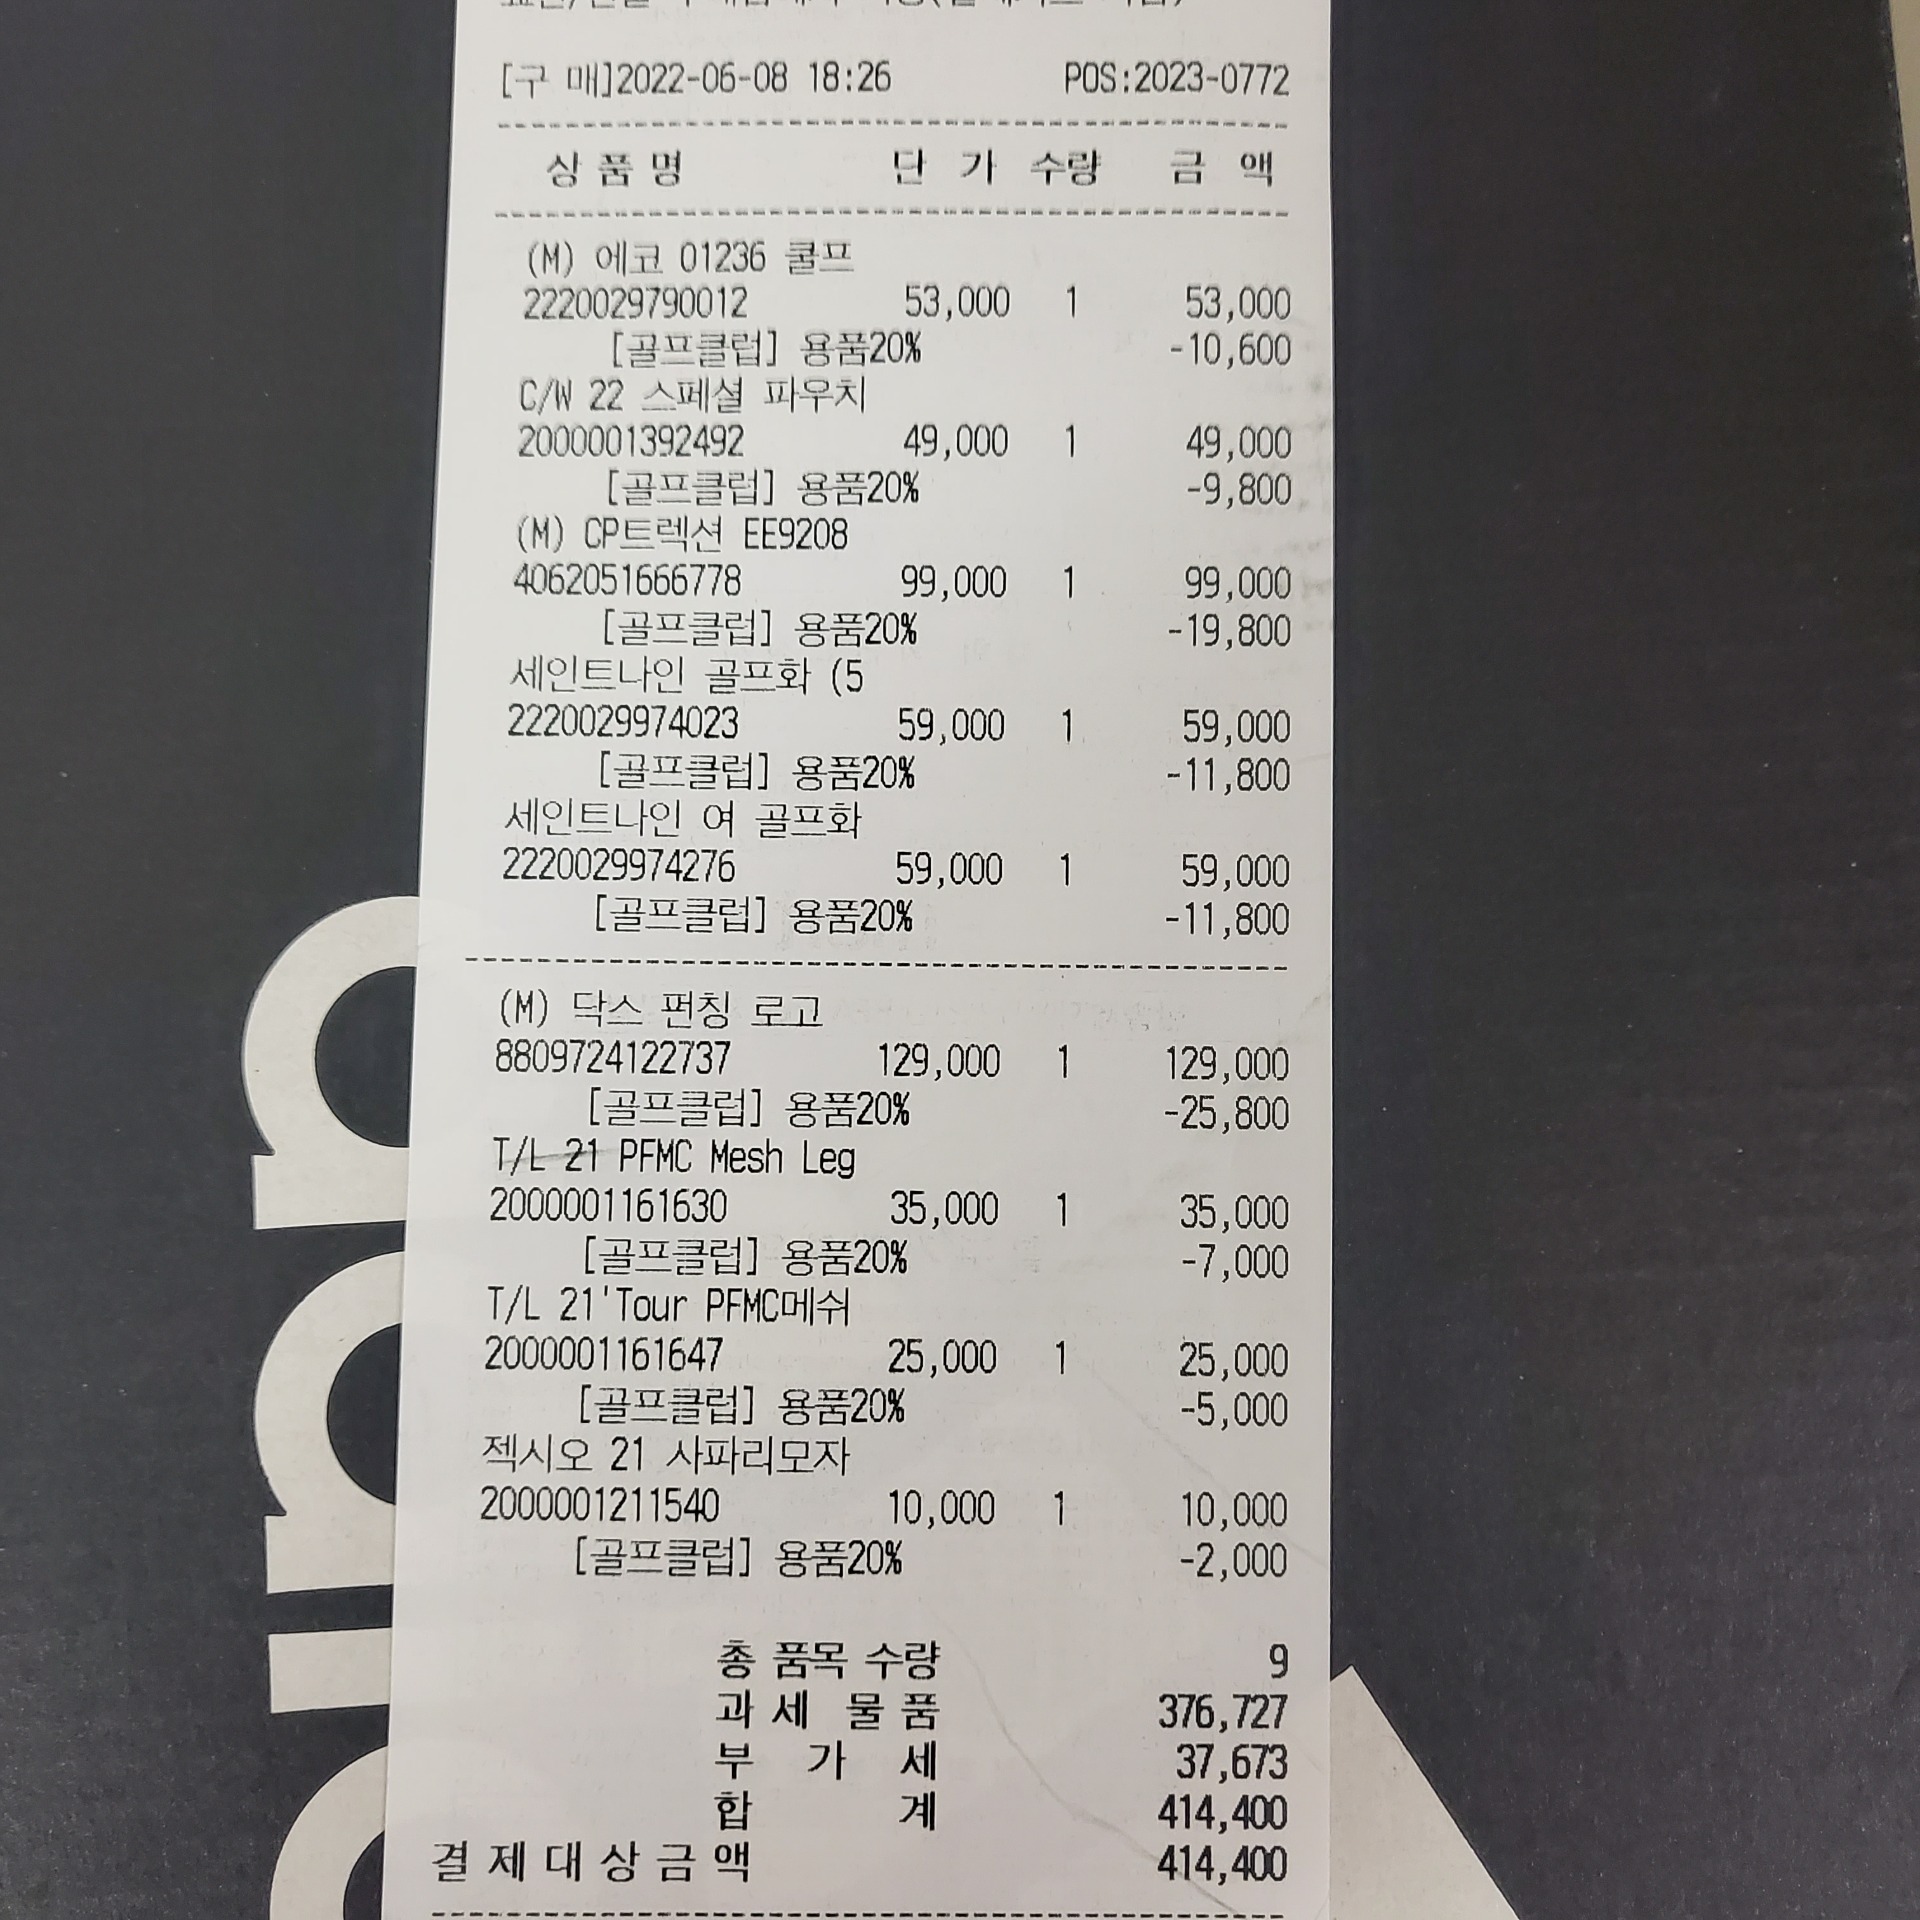 [구 매]2022-06-08 18:26 POS:2023-0772
상 품 명 단 가 수량 금 액
(M) 에코 01236 쿨프
2220029790012 53,000 1 53,000
[골프클럽] 용품20% -10,600
C/W 22 스페셜 파우치
2000001392492 49,000 1 49,000
[골프클럽] 용품20% -9,800
(M) CP트렉션 EE9208
4062051666778 99,000 1 99,000
[골프클럽] 용품20% -19,800
세인트나인 골프화 (5
2220029974023 59,000 1 59,000
[골프클럽] 용품20% -11,800
세인트나인 여 골프화
2220029974276 59,000 1 59,000
[골프클럽] 용품20% -11,800
(M) 닥스 펀칭 로고
8809724122737 129,000 1 129,000
[골프클럽] 용품20% -25,800
T/L 21 PFMC Mesh Leg
2000001161630 35,000 1 35,000
[골프클럽] 용품20% -7,000
T/L 21'Tour PFMC메쉬
2000001161647 25,000 1 25,000
[골프클럽] 용품20% -5,000
젝시오 21 사파리모자
2000001211540 10,000 1 10,000
[골프클럽] 용품20% -2,000
총 품목 수량 9
과 세 물 품 376,727
부 가 세 37,673
합 계 414,400
결 제 대 상 금 액 414,400